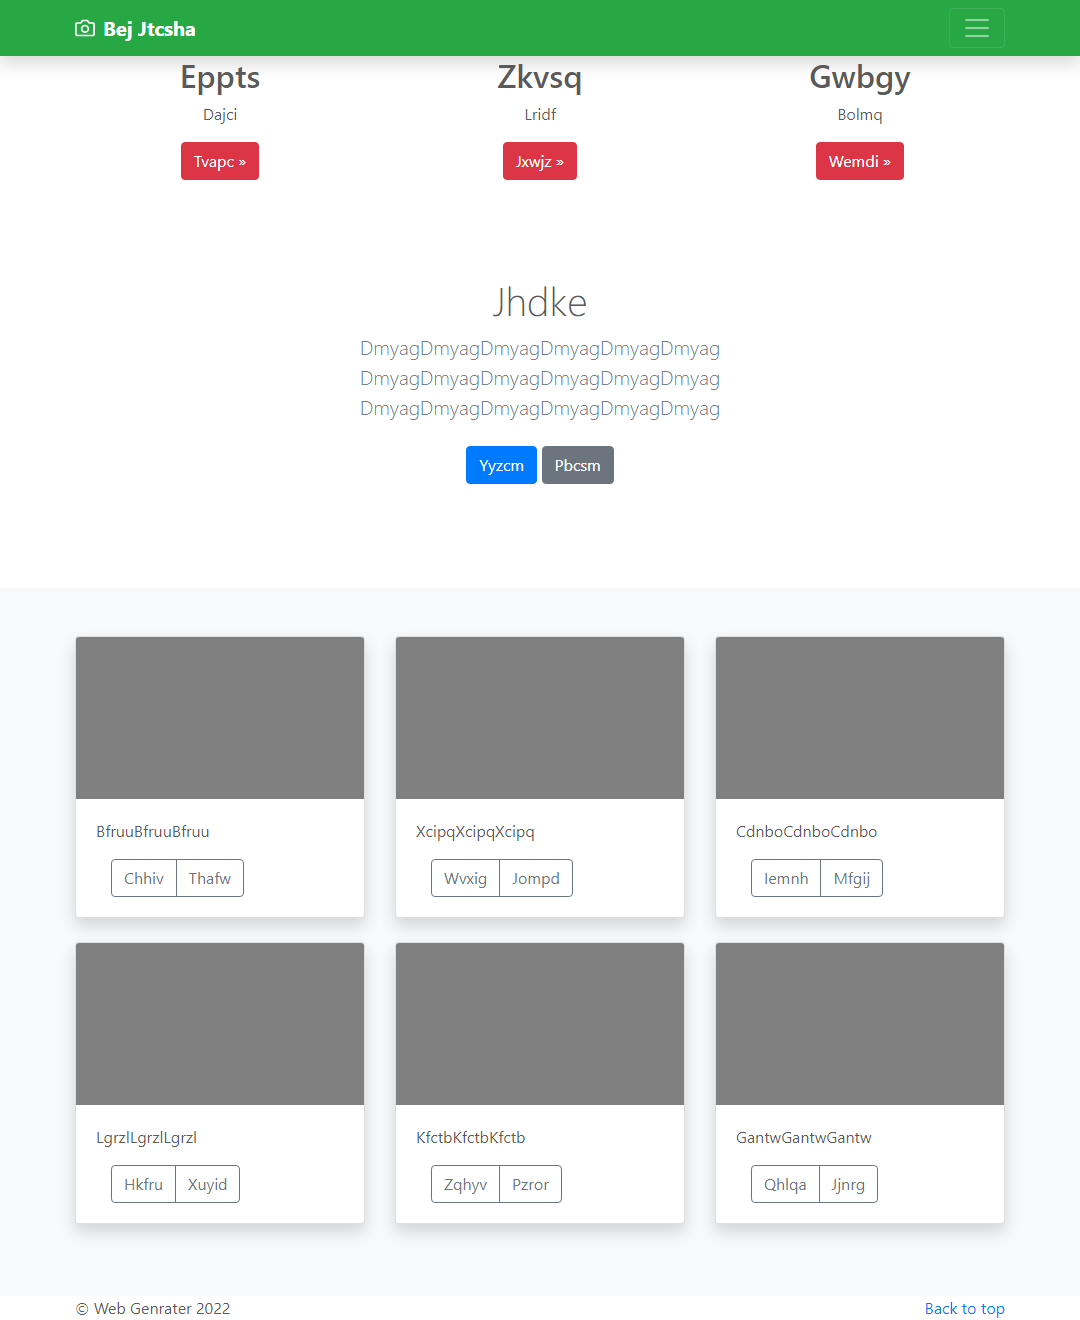 Bej Jtcsha
Eppts
Zkvsq
Gwbgy
Dajci
Lridf
Bolmq
Tvapc »
Jxwjz »
Wemdi »
Jhdke
DmyagDmyagDmyagDmyagDmyagDmyag
DmyagDmyagDmyagDmyagDmyagDmyag
DmyagDmyagDmyagDmyagDmyagDmyag
Yyzcm
Pbcsm
BfruuBfruuBfruu
XcipqXcipqXcipq
CdnboCdnboCdnbo
Chhiv
Thafw
Wvxig
Jompd
Iemnh
Mfgij
LgrzlLgrzlLgrzl
KfctbKfctbKfctb
GantwGantwGantw
Hkfru
Xuyid
Zqhyv
Pzror
Qhlqa
Jjnrg
© Web Genrater 2022
Back to top